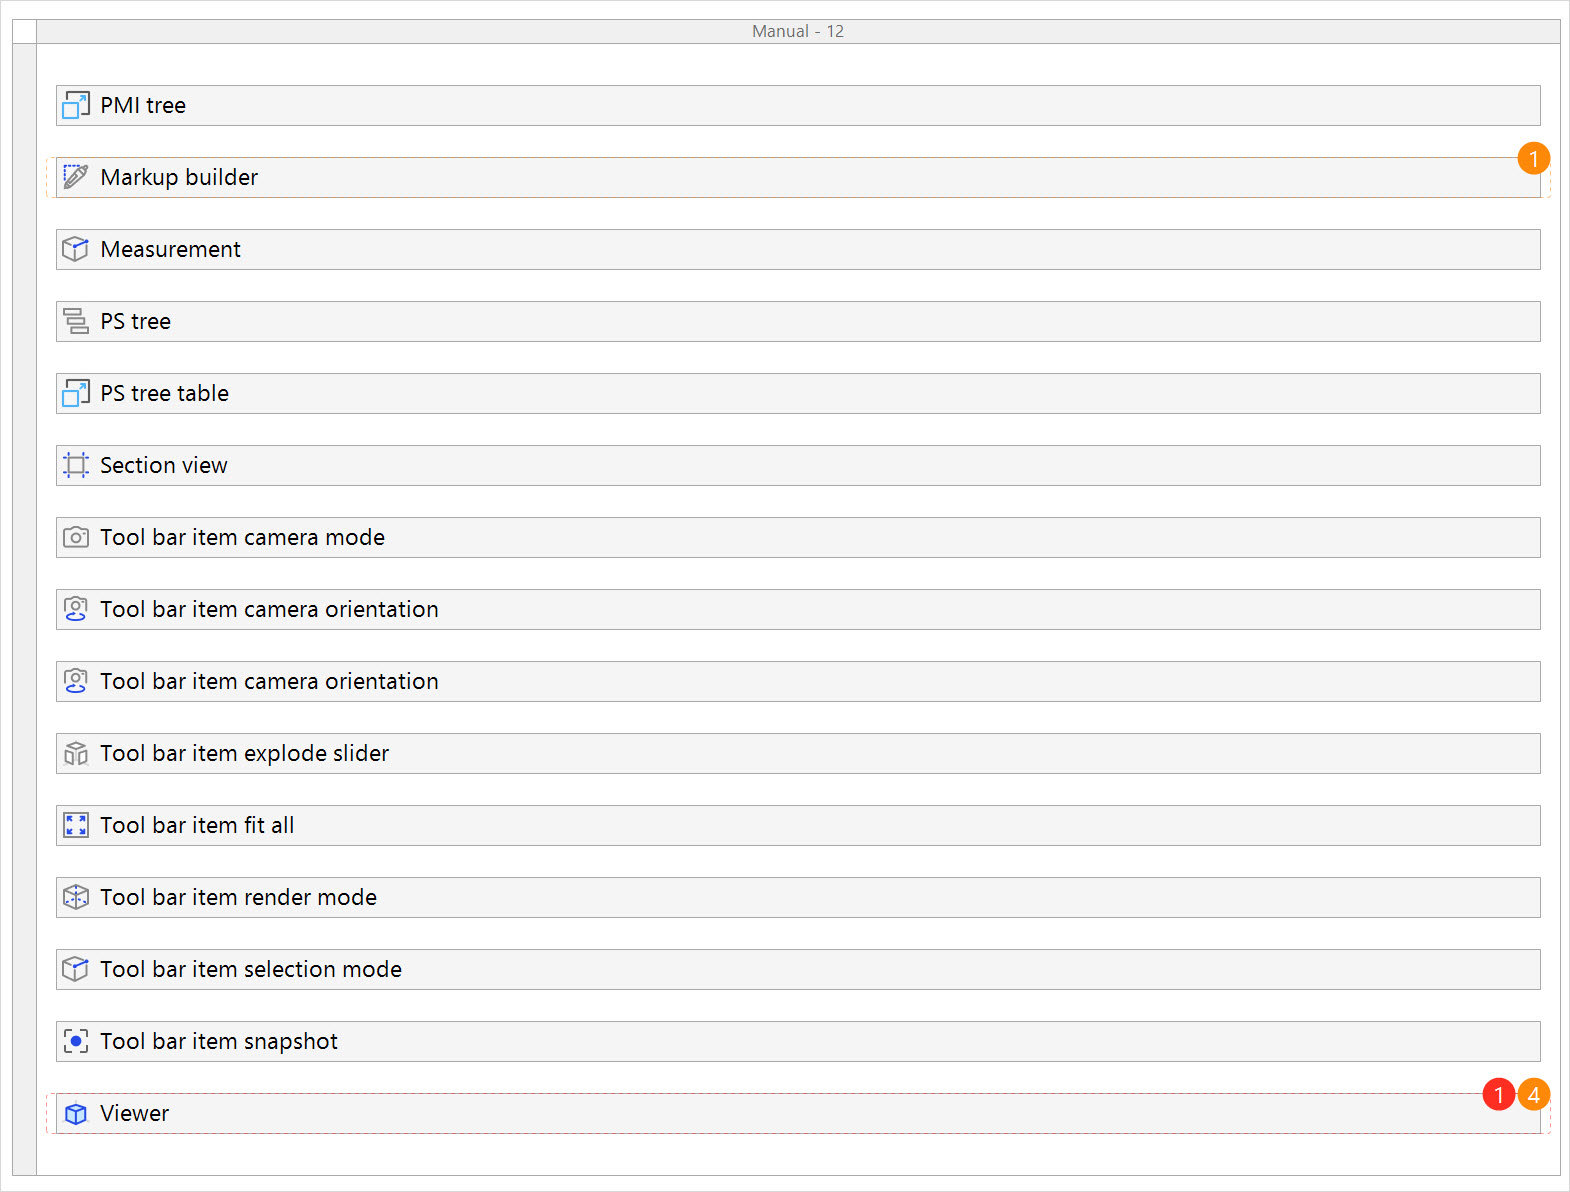 Manual - 12
PMI tree
Markup builder
1
Measurement
PS tree
PS tree table
Section view
Tool bar item camera mode
Tool bar item camera orientation
Tool bar item camera orientation
Tool bar item explode slider
Tool bar item fit all
Tool bar item render mode
Tool bar item selection mode
Tool bar item snapshot
Viewer
1 4